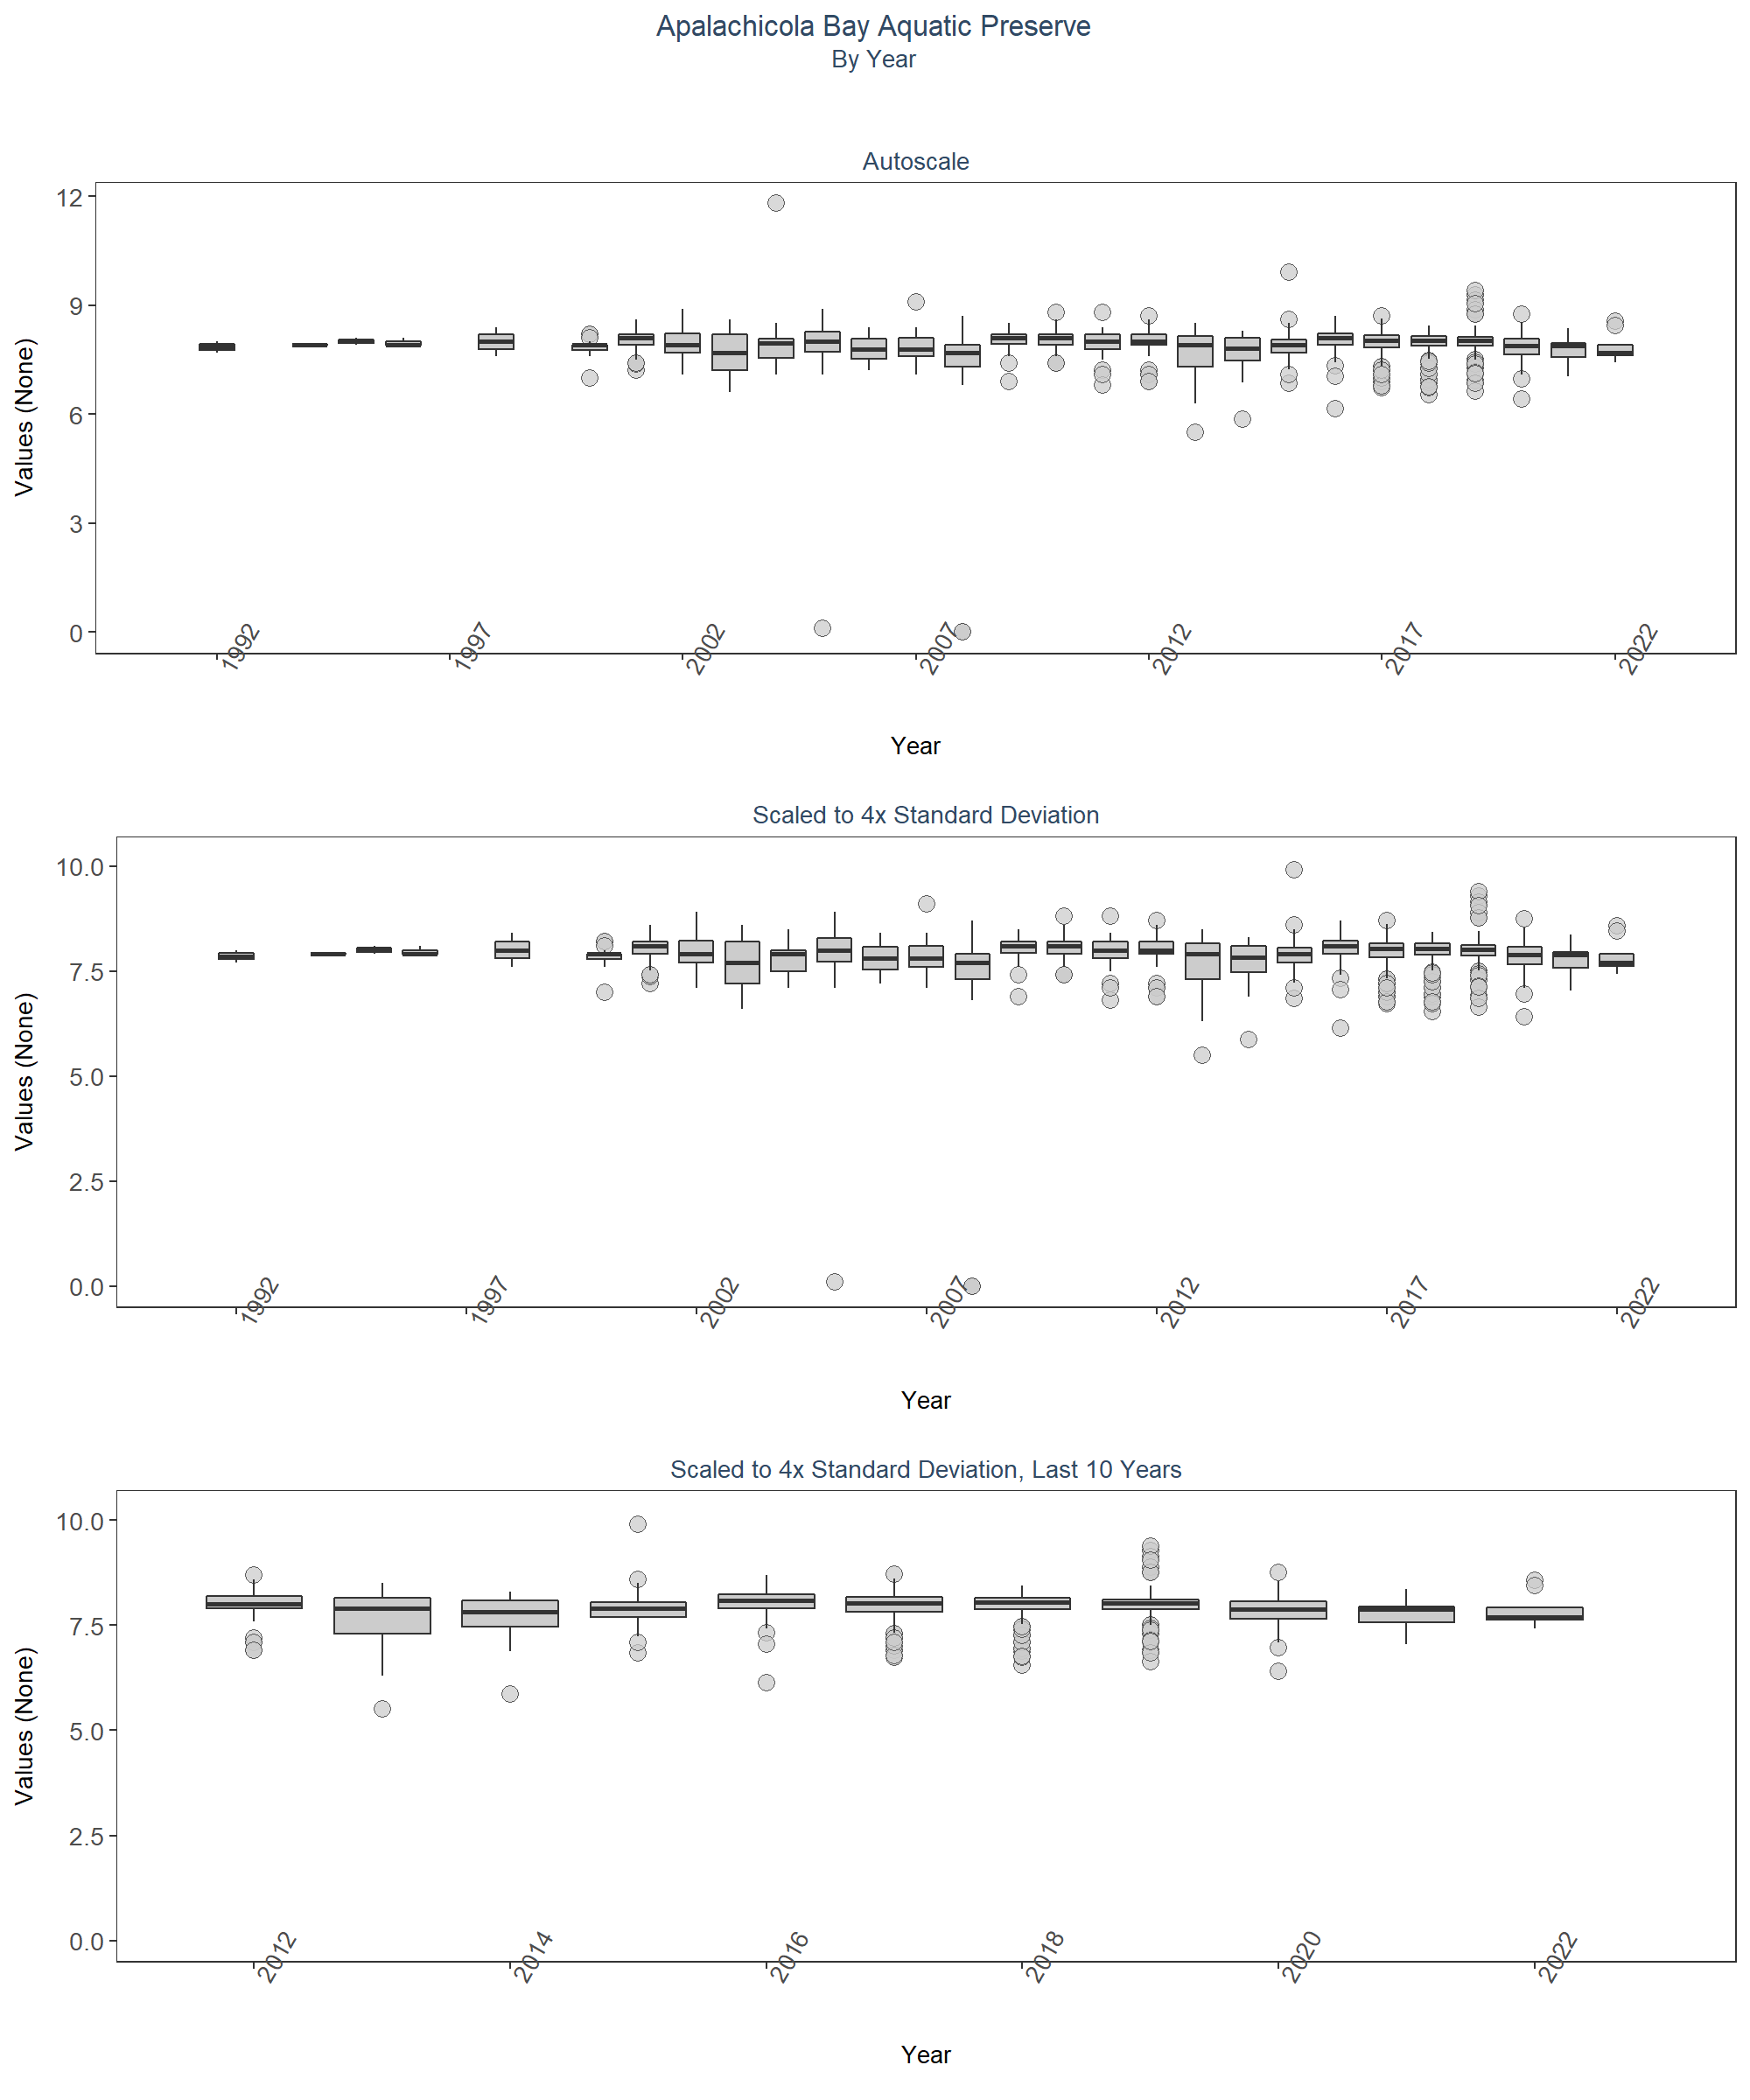 Apalachicola Bay Aquatic Preserve
By Year
Autoscale
12
9
6
3
0
Values (None)
1992 1997 2002 2007 2012 2017 2022
Year
Scaled to 4x Standard Deviation
10.0
7.5
5.0
2.5
0.0
Values (None)
1992 1997 2002 2007 2012 2017 2022
Year
Scaled to 4x Standard Deviation, Last 10 Years
10.0
7.5
5.0
2.5
0.0
Values (None)
2012 2014 2016 2018 2020 2022
Year